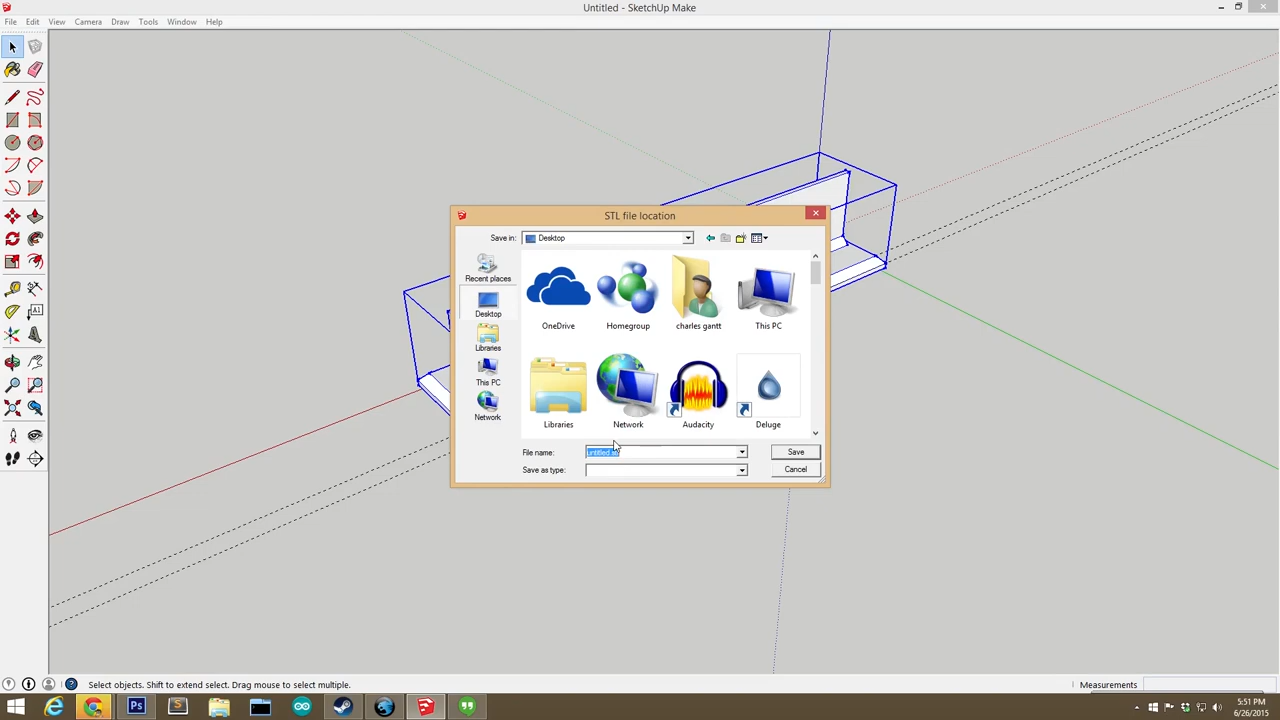 Untitled - SketchUp Make
File Edit View Camera Draw Tools Window Help
STL file location
Save in: Desktop
Recent places
Desktop
Libraries
This PC
Network
OneDrive Homegroup charles gantt This PC
Libraries Network Audacity Deluge
File name: untitled.stl Save
Save as type: Cancel
Select objects. Shift to extend select. Drag mouse to select multiple. Measurements
5:51 PM
6/26/2015